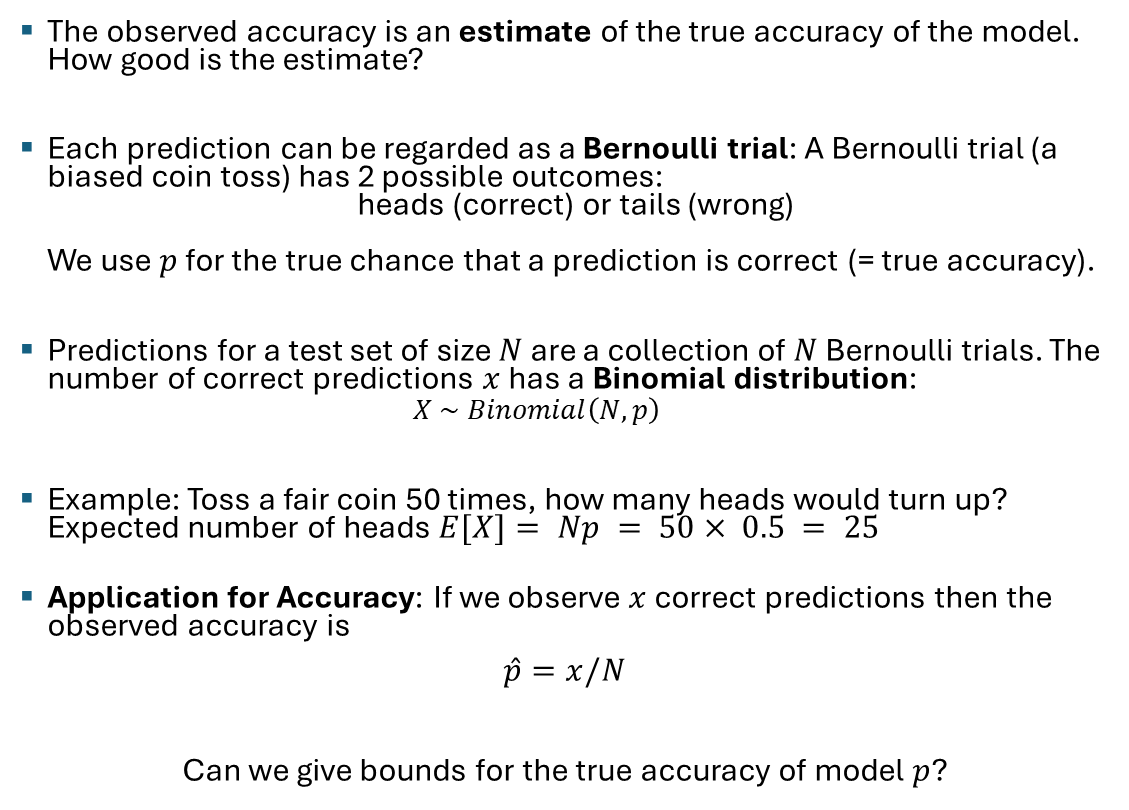 ▪ The observed accuracy is an estimate of the true accuracy of the model.
How good is the estimate?
▪ Each prediction can be regarded as a Bernoulli trial: A Bernoulli trial (a
biased coin toss) has 2 possible outcomes:
heads (correct) or tails (wrong)
We use p for the true chance that a prediction is correct (= true accuracy).
▪ Predictions for a test set of size N are a collection of N Bernoulli trials. The
number of correct predictions x has a Binomial distribution:
X ~ Binomial(N, p)
▪ Example: Toss a fair coin 50 times, how many heads would turn up?
Expected number of heads E[X] = Np = 50 × 0.5 = 25
▪ Application for Accuracy: If we observe x correct predictions then the
observed accuracy is
p̂ = x/N
Can we give bounds for the true accuracy of model p?